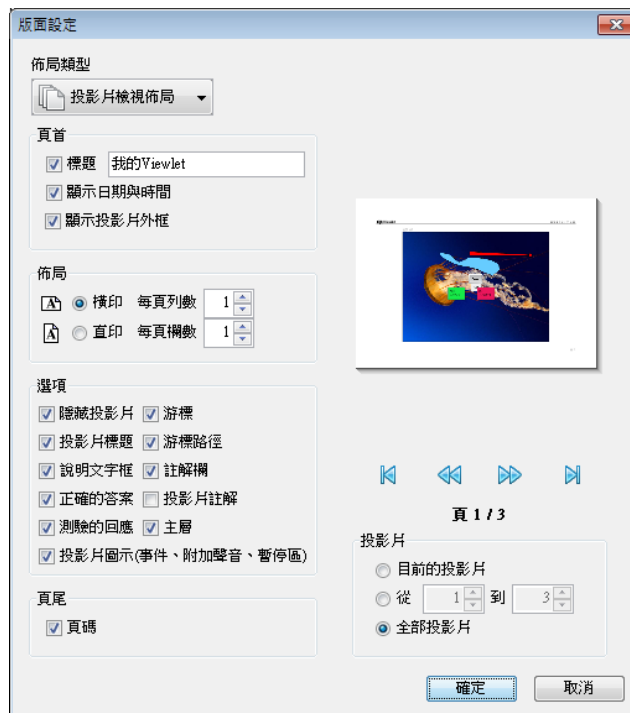 版面設定
佈局類型
投影片檢視佈局
頁首
標題 我的Viewlet
顯示日期與時間
顯示投影片外框
佈局
橫印 每頁列數 1
直印 每頁欄數 1
選項
隱藏投影片 游標
投影片標題 游標路徑
說明文字框 註解欄
正確的答案 投影片註解
測驗的回應 主層
投影片圖示(事件、附加聲音、暫停區)
頁尾
頁碼
頁 1 / 3
投影片
目前的投影片
從 1 到 3
全部投影片
確定 取消